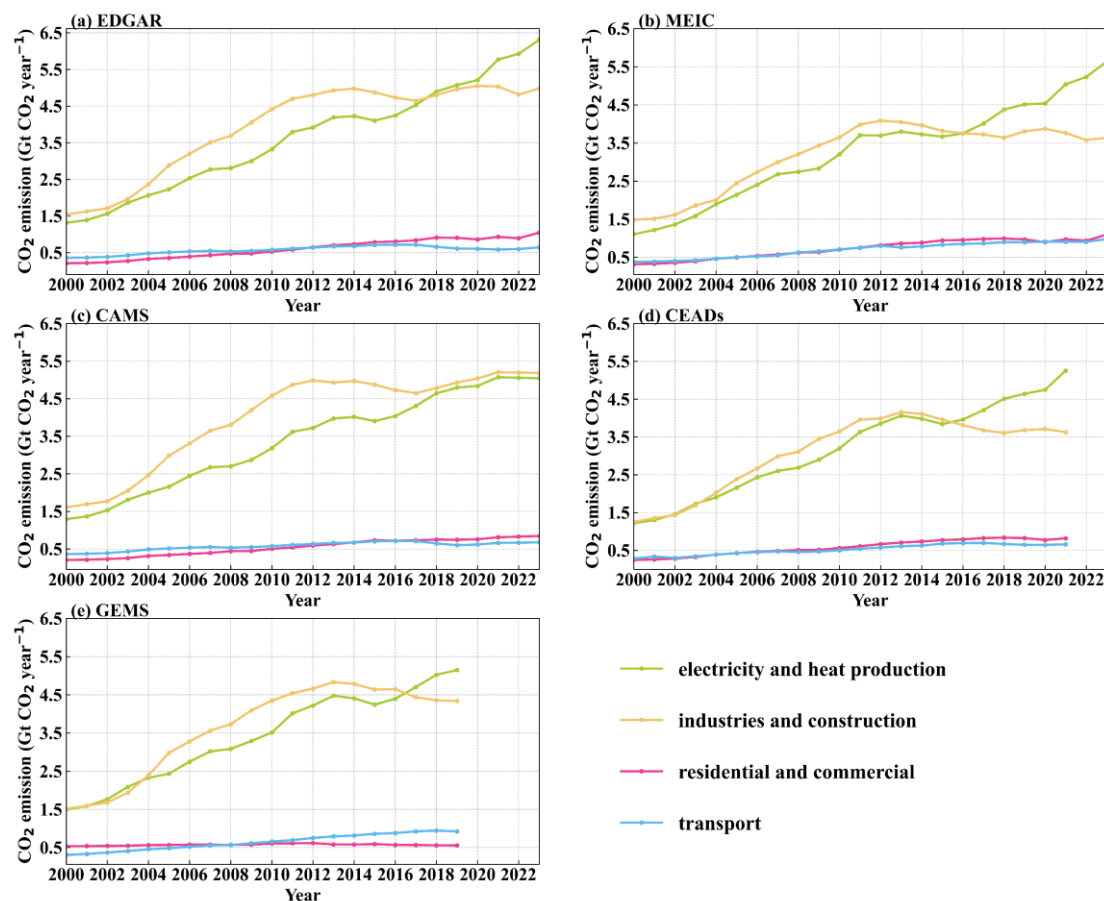 (a) EDGAR
CO₂ emission (Gt CO₂ year⁻¹)
6.5
5.5
4.5
3.5
2.5
1.5
0.5
2000 2002 2004 2006 2008 2010 2012 2014 2016 2018 2020 2022
Year
(b) MEIC
CO₂ emission (Gt CO₂ year⁻¹)
6.5
5.5
4.5
3.5
2.5
1.5
0.5
2000 2002 2004 2006 2008 2010 2012 2014 2016 2018 2020 2022
Year
(c) CAMS
CO₂ emission (Gt CO₂ year⁻¹)
6.5
5.5
4.5
3.5
2.5
1.5
0.5
2000 2002 2004 2006 2008 2010 2012 2014 2016 2018 2020 2022
Year
(d) CEADs
CO₂ emission (Gt CO₂ year⁻¹)
6.5
5.5
4.5
3.5
2.5
1.5
0.5
2000 2002 2004 2006 2008 2010 2012 2014 2016 2018 2020 2022
Year
(e) GEMS
CO₂ emission (Gt CO₂ year⁻¹)
6.5
5.5
4.5
3.5
2.5
1.5
0.5
2000 2002 2004 2006 2008 2010 2012 2014 2016 2018 2020 2022
Year
electricity and heat production
industries and construction
residential and commercial
transport